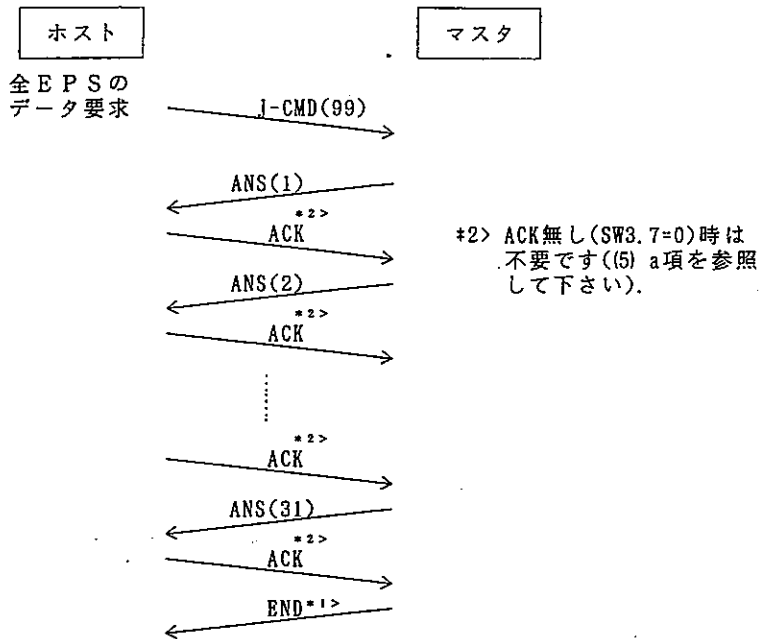 ホスト
マスタ
全EPSの
データ要求
J-CMD(99)
ANS(1)
*2>
ACK
*2> ACK無し(SW3.7=0)時は
不要です((5) a項を参照
して下さい).
ANS(2)
*2>
ACK
*2>
ACK
ANS(31)
*2>
ACK
END*1>